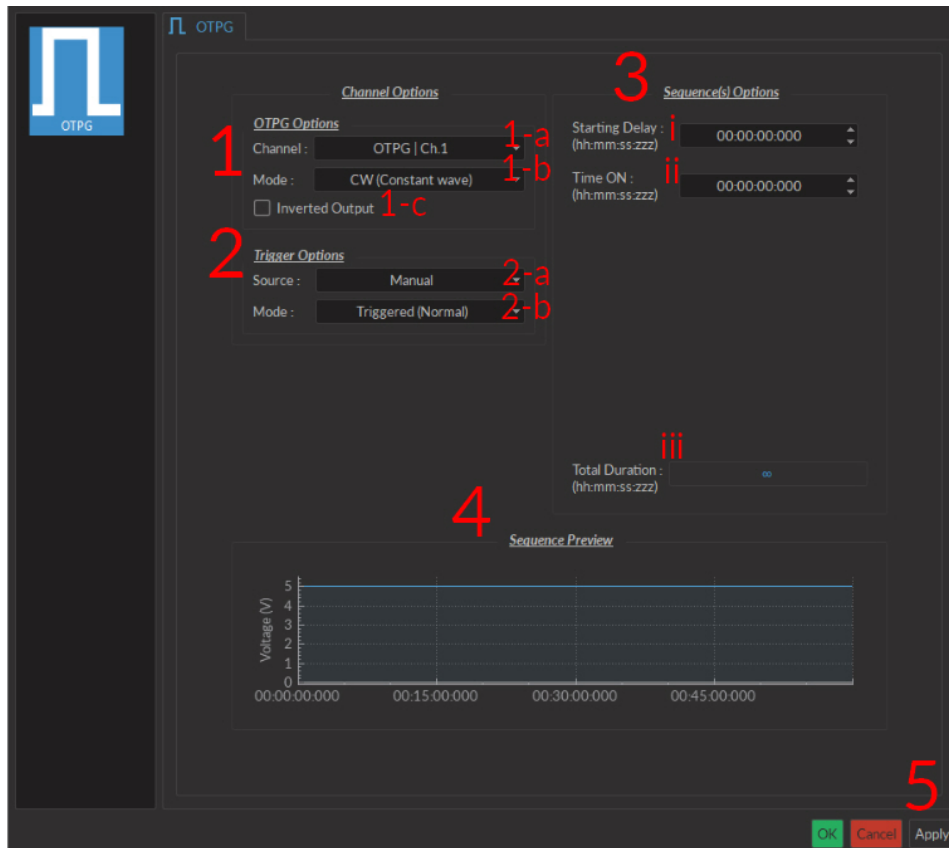 OTPG
OTPG
Channel Options
1
OTPG Options
Channel :
OTPG | Ch.1
1-a
Mode :
CW (Constant wave)
1-b
Inverted Output
1-c
2
Trigger Options
Source :
Manual
2-a
Mode :
Triggered (Normal)
2-b
3
Sequence(s) Options
Starting Delay :
(hh:mm:ss:zzz)
i
00:00:00:000
Time ON :
(hh:mm:ss:zzz)
ii
00:00:00:000
iii
Total Duration :
(hh:mm:ss:zzz)
∞
4
Sequence Preview
Voltage (V)
5
4
3
2
1
0
00:00:00:000 00:15:00:000 00:30:00:000 00:45:00:000
5
OK Cancel Apply